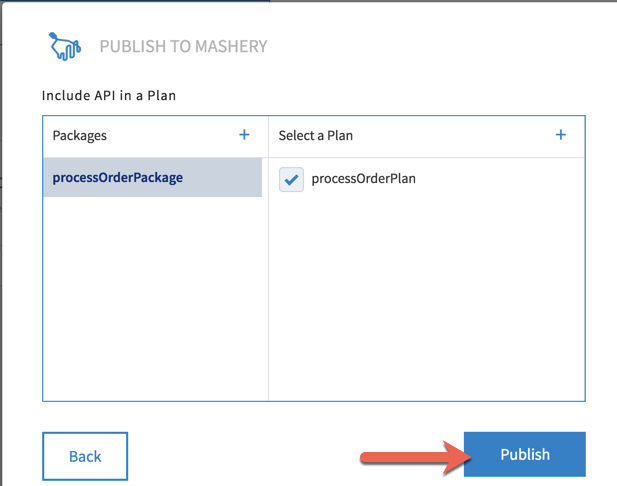 PUBLISH TO MASHERY
Include API in a Plan
Packages + Select a Plan +
processOrderPackage processOrderPlan
Back Publish